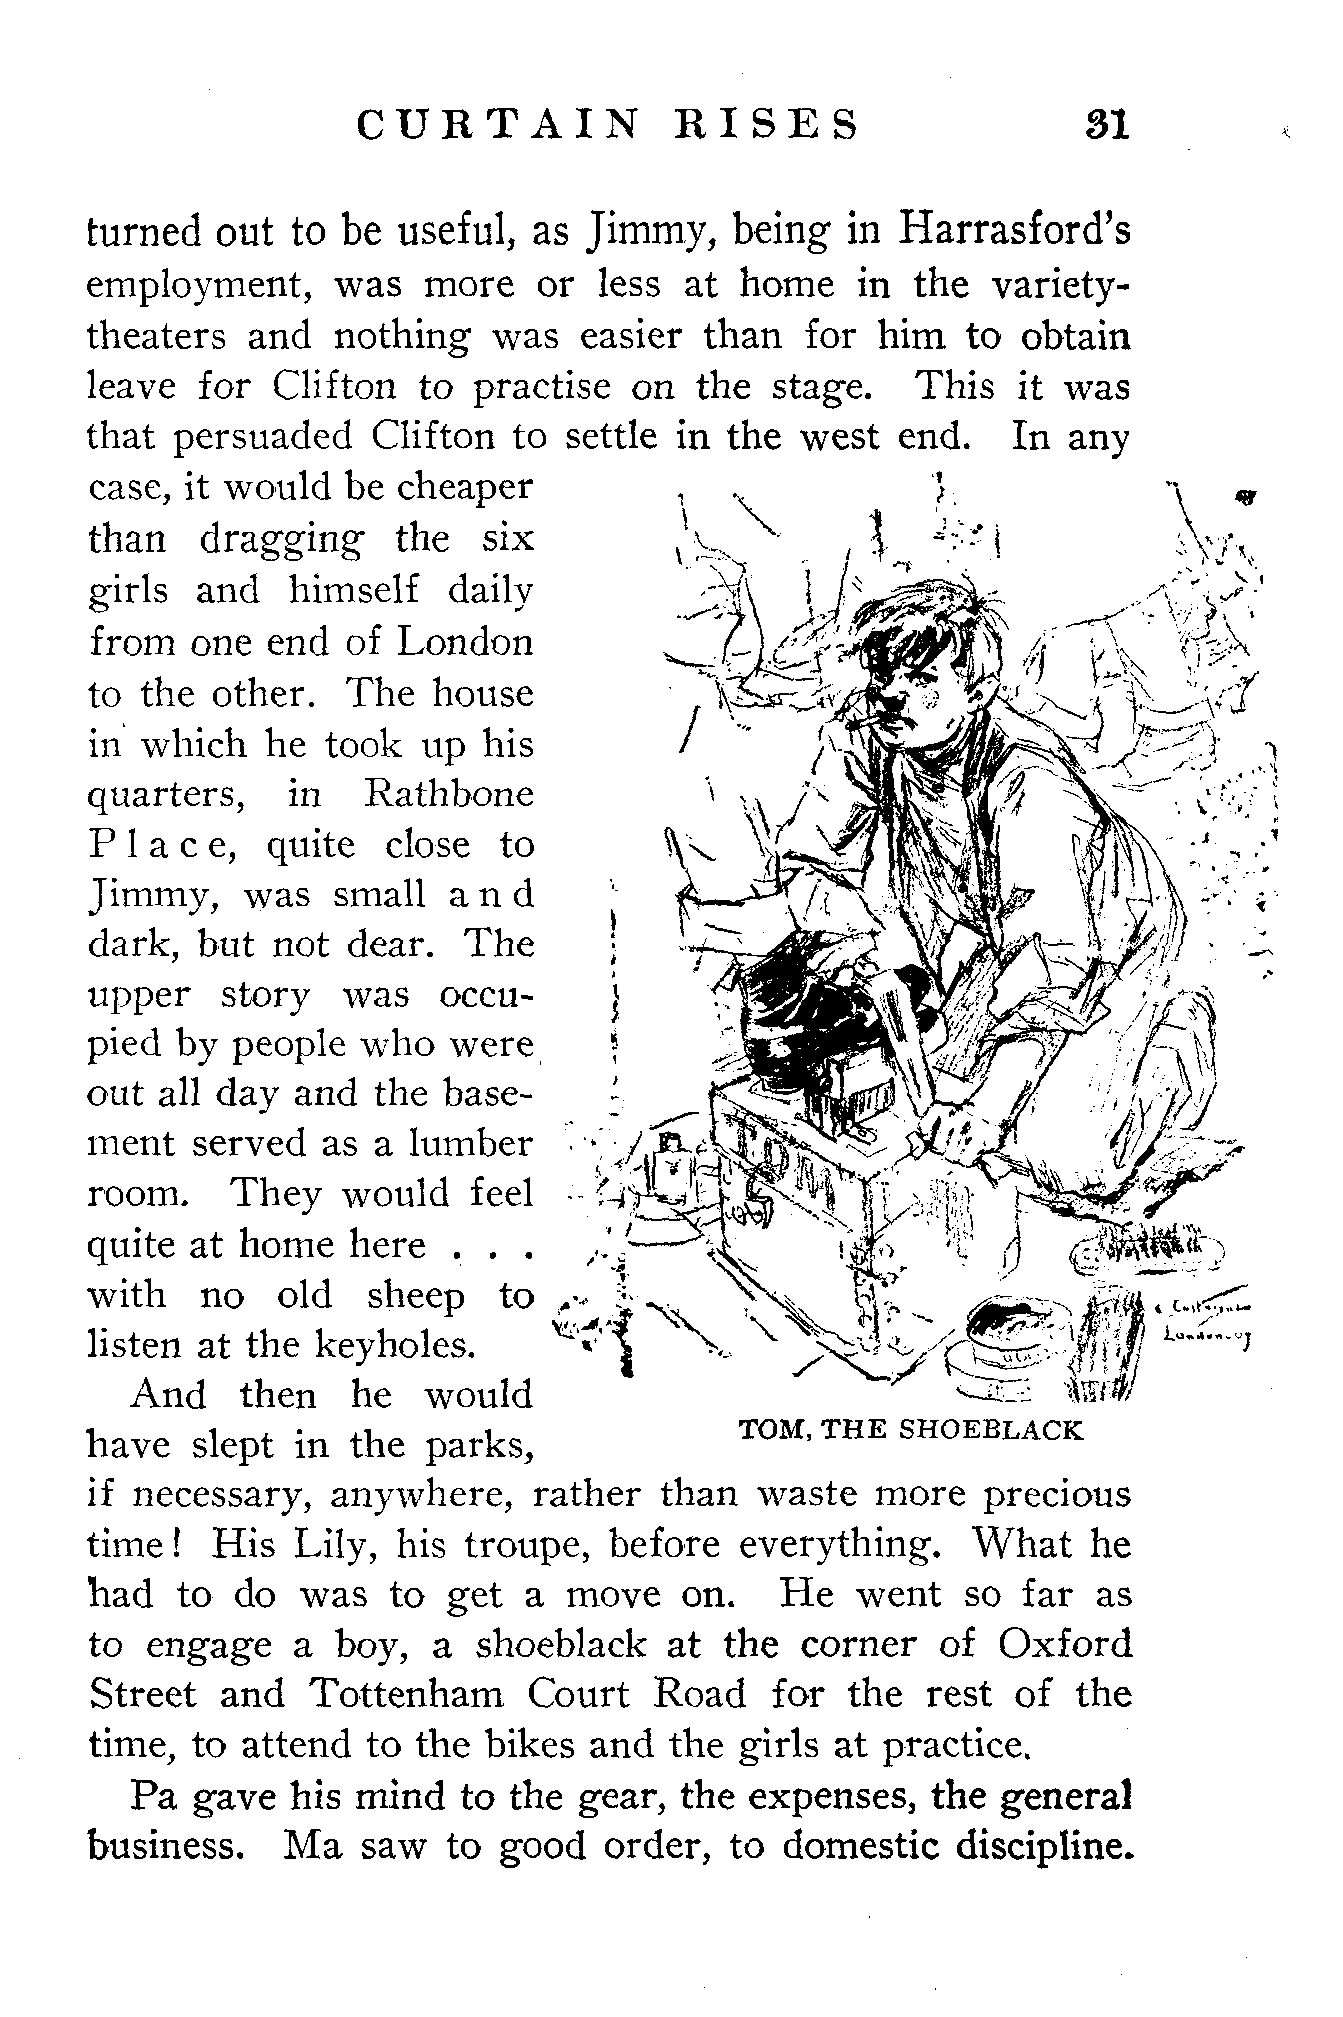 CURTAIN RISES 31
turned out to be useful, as Jimmy, being in Harrasford's
employment, was more or less at home in the variety-
theaters and nothing was easier than for him to obtain
leave for Clifton to practise on the stage. This it was
that persuaded Clifton to settle in the west end. In any
case, it would be cheaper
than dragging the six
girls and himself daily
from one end of London
to the other. The house
in which he took up his
quarters, in Rathbone
Place, quite close to
Jimmy, was small and
dark, but not dear. The
upper story was occu-
pied by people who were
out all day and the base-
ment served as a lumber
room. They would feel
quite at home here . . .
with no old sheep to
listen at the keyholes.
And then he would
have slept in the parks,
TOM
London
TOM, THE SHOEBLACK
if necessary, anywhere, rather than waste more precious
time! His Lily, his troupe, before everything. What he
had to do was to get a move on. He went so far as
to engage a boy, a shoeblack at the corner of Oxford
Street and Tottenham Court Road for the rest of the
time, to attend to the bikes and the girls at practice.
Pa gave his mind to the gear, the expenses, the general
business. Ma saw to good order, to domestic discipline.